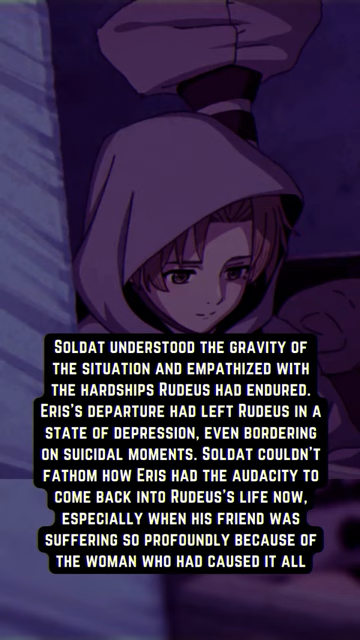 Soldat understood the gravity of
the situation and empathized with
the hardships Rudeus had endured.
Eris's departure had left Rudeus in a
state of depression, even bordering
on suicidal moments. Soldat couldn't
fathom how Eris had the audacity to
come back into Rudeus's life now,
especially when his friend was
suffering so profoundly because of
the woman who had caused it all